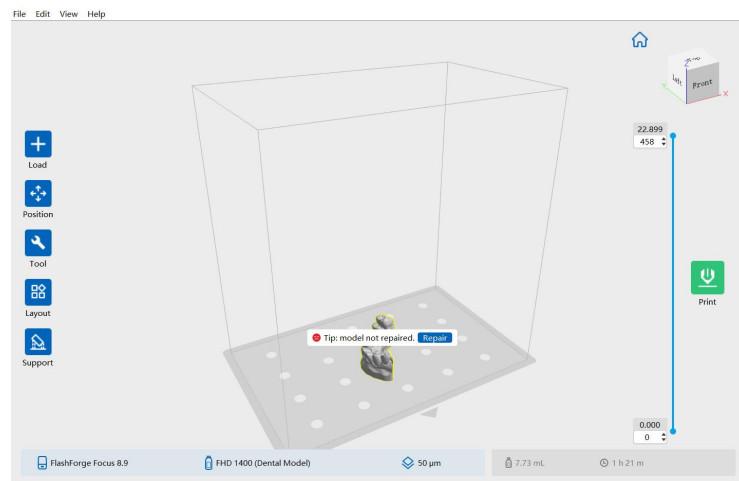 File Edit View Help
left
Front
X
22.899
458
Load
Position
Tool
Layout
Support
Print
Tip: model not repaired. Repair
0.000
0
FlashForge Focus 8.9
FHD 1400 (Dental Model)
50 μm
7.73 mL
1 h 21 m